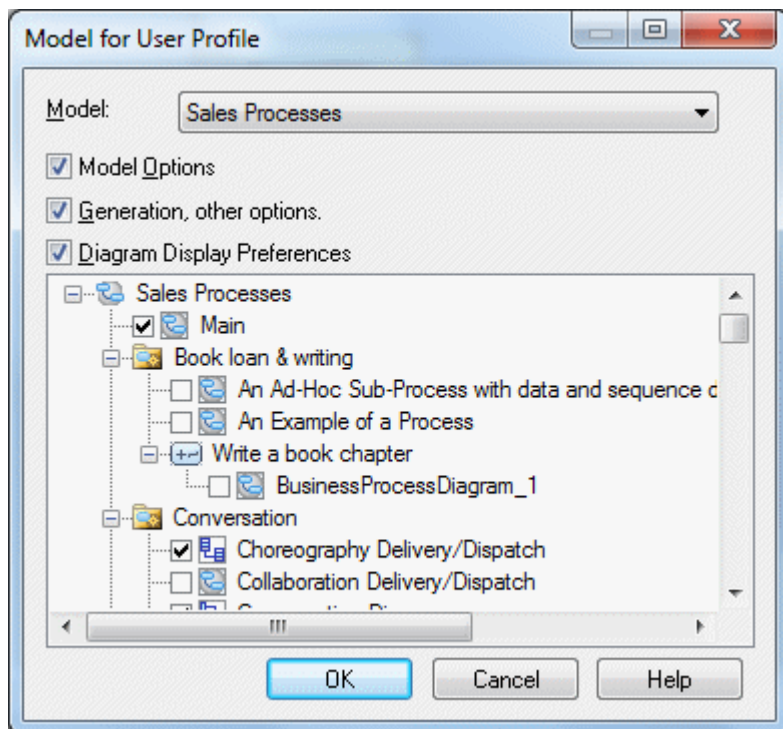 Model for User Profile
Model: Sales Processes
Model Options
Generation, other options.
Diagram Display Preferences
Sales Processes
Main
Book loan & writing
An Ad-Hoc Sub-Process with data and sequence d
An Example of a Process
Write a book chapter
BusinessProcessDiagram_1
Conversation
Choreography Delivery/Dispatch
Collaboration Delivery/Dispatch
OK Cancel Help